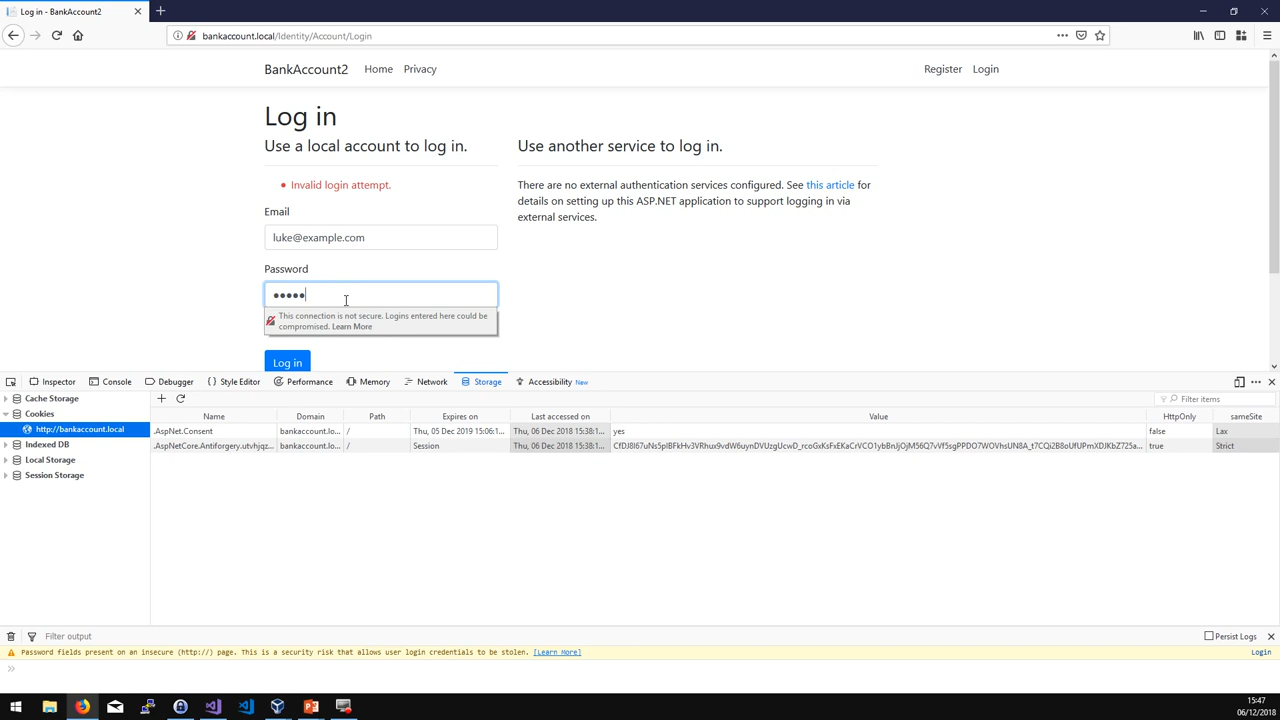 Log in - BankAccount2
bankaccount.local/Identity/Account/Login
BankAccount2 Home Privacy Register Login
Log in
Use a local account to log in.
Use another service to log in.
Invalid login attempt.
There are no external authentication services configured. See this article for
details on setting up this ASP.NET application to support logging in via
external services.
Email
luke@example.com
Password
This connection is not secure. Logins entered here could be
compromised. Learn More
Log in
Inspector Console Debugger Style Editor Performance Memory Network Storage Accessibility New
Cache Storage
Cookies
http://bankaccount.local
Indexed DB
Local Storage
Session Storage
Filter items
Name Domain Path Expires on Last accessed on Value HttpOnly sameSite
.AspNet.Consent bankaccount.lo... / Thu, 05 Dec 2019 15:06:1... Thu, 06 Dec 2018 15:38:1... yes false Lax
.AspNetCore.Antiforgery.utvhjqz... bankaccount.lo... / Session Thu, 06 Dec 2018 15:38:1... true Strict
Filter output Persist Logs
Password fields present on an insecure (http://) page. This is a security risk that allows user login credentials to be stolen. [Learn More] Login
15:47
06/12/2018